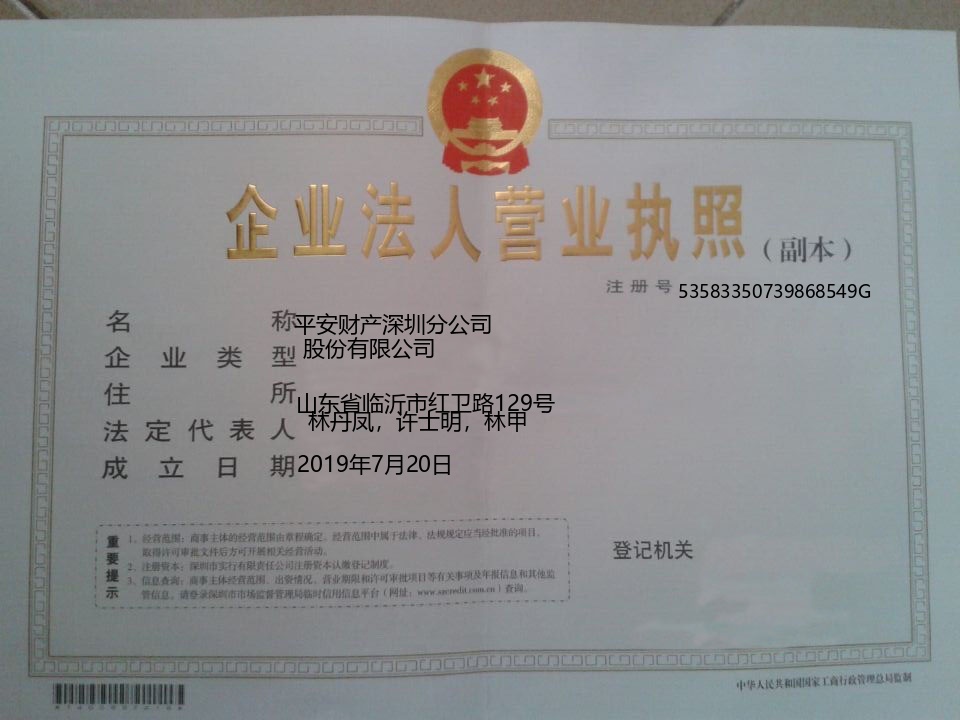 企业法人营业执照
（副本）
注册号 53583350739868549G
名称 平安财产深圳分公司
企业类型 股份有限公司
住所 山东省临沂市红卫路129号
法定代表人 林丹凤，许士明，林甲
成立日期 2019年7月20日
重要提示
1、经营范围：商事主体的经营范围由章程确定。经营范围中属于法律、法规规定应当经批准的项目，
取得许可审批文件后方可开展相关经营活动。
2、注册资本：深圳市实行有限责任公司注册资本认缴登记制度。
3、信息查询：商事主体经营范围、出资情况、营业期限和许可审批项目等有关事项及年报信息和其他监
管信息，请登录深圳市市场监督管理局临时信用信息平台（网址：www.szcredit.com.cn）查询。
登记机关
中华人民共和国国家工商行政管理总局监制